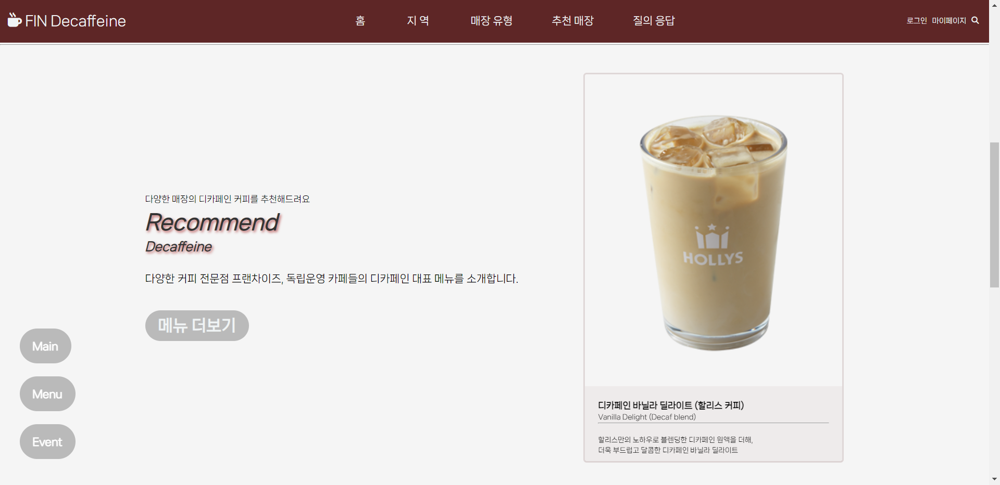 FIN Decaffeine
홈
지 역
매장 유형
추천 매장
질의 응답
로그인 마이페이지
다양한 매장의 디카페인 커피를 추천해드려요
Recommend
Decaffeine
다양한 커피 전문점 프랜차이즈, 독립운영 카페들의 디카페인 대표 메뉴를 소개합니다.
메뉴 더보기
Main
Menu
Event
HOLLYS
디카페인 바닐라 딜라이트 (할리스 커피)
Vanilla Delight (Decaf blend)
할리스만의 노하우로 블렌딩한 디카페인 원액을 더해,
더욱 부드럽고 달콤한 디카페인 바닐라 딜라이트